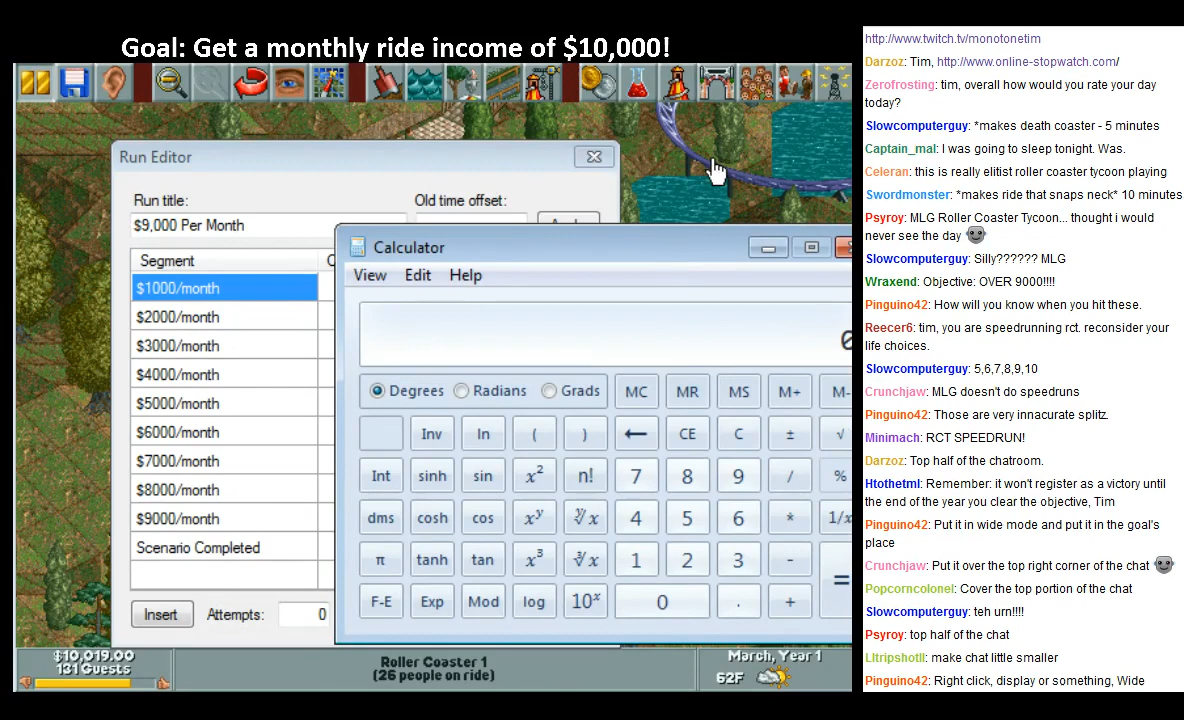 Goal: Get a monthly ride income of $10,000!
Run Editor
Run title:
Old time offset:
$9,000 Per Month
Segment
$1000/month
$2000/month
$3000/month
$4000/month
$5000/month
$6000/month
$7000/month
$8000/month
$9000/month
Scenario Completed
Insert
Attempts:
0
Calculator
View Edit Help
0
Degrees Radians Grads MC MR MS M+ M-
Inv ln ( ) ← CE C ± √
Int sinh sin x² n! 7 8 9 / %
dms cosh cos xʸ ʸ√x 4 5 6 * 1/x
π tanh tan x³ ³√x 1 2 3 - =
F-E Exp Mod log 10ˣ 0 . +
$10,019.00
131 Guests
Roller Coaster 1
(26 people on ride)
March, Year 1
62F
http://www.twitch.tv/monotonetim
Darzoz: Tim, http://www.online-stopwatch.com/
Zerofrosting: tim, overall how would you rate your day
today?
Slowcomputerguy: *makes death coaster - 5 minutes
Captain_mal: I was going to sleep tonight. Was.
Celeran: this is really elitist roller coaster tycoon playing
Swordmonster: *makes ride that snaps neck* 10 minutes
Psyroy: MLG Roller Coaster Tycoon... thought i would
never see the day
Slowcomputerguy: Silly?????? MLG
Wraxend: Objective: OVER 9000!!!!
Pinguino42: How will you know when you hit these.
Reecer6: tim, you are speedrunning rct. reconsider your
life choices.
Slowcomputerguy: 5,6,7,8,9,10
Crunchjaw: MLG doesn't do speedruns
Pinguino42: Those are very innacurate splitz.
Minimach: RCT SPEEDRUN!
Darzoz: Top half of the chatroom.
Htothetml: Remember: it won't register as a victory until
the end of the year you clear the objective, Tim
Pinguino42: Put it in wide mode and put it in the goal's
place
Crunchjaw: Put it over the top right corner of the chat
Popcorncolonel: Cover the top portion of the chat
Slowcomputerguy: teh urn!!!!
Psyroy: top half of the chat
Lltripshotll: make chat little smaller
Pinguino42: Right click, display or something, Wide